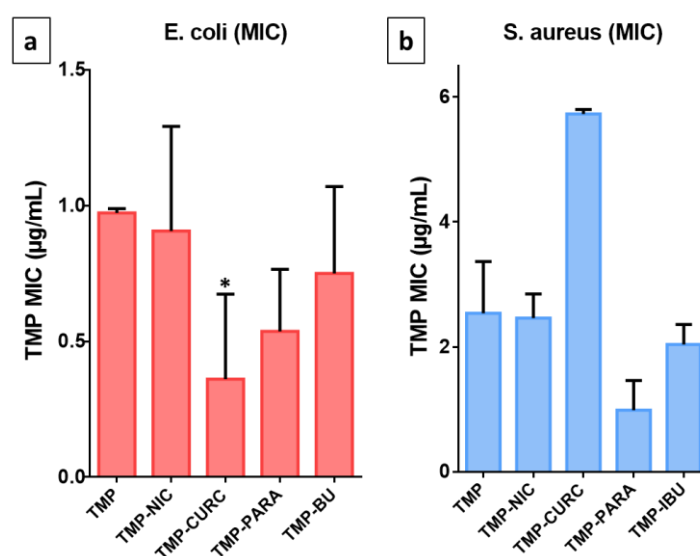 a
E. coli (MIC)
TMP MIC (µg/mL)
1.5
1.0
0.5
0.0
*
TMP
TMP-NIC
TMP-CURC
TMP-PARA
TMP-BU
b
S. aureus (MIC)
TMP MIC (µg/mL)
6
4
2
0
TMP
TMP-NIC
TMP-CURC
TMP-PARA
TMP-IBU